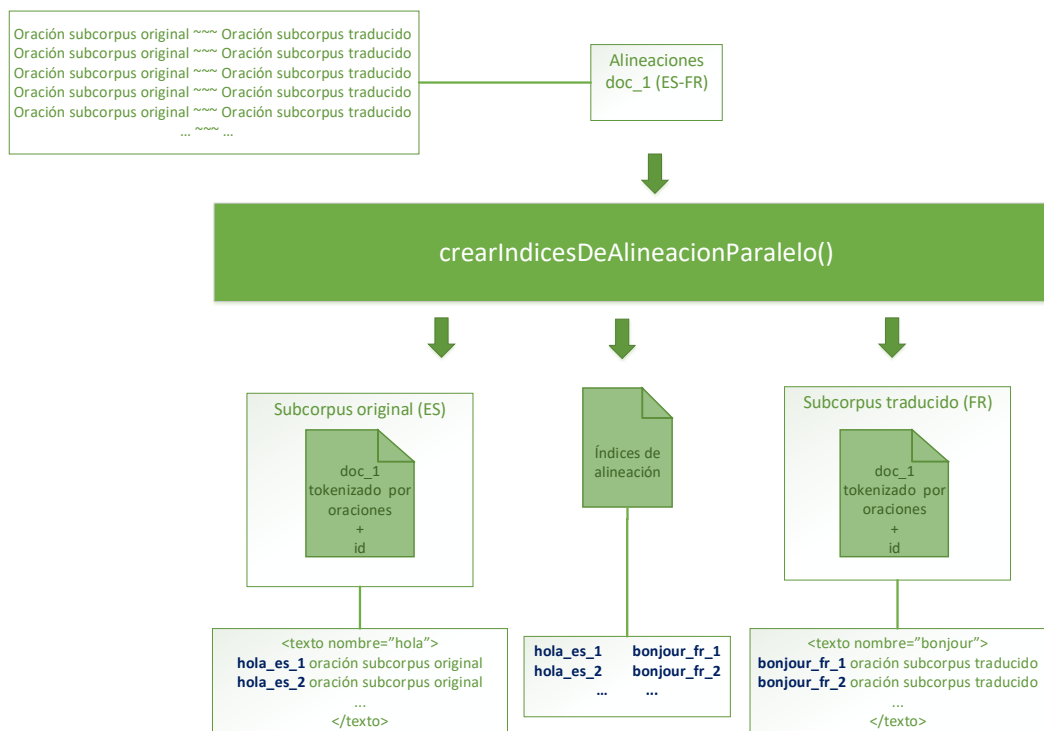 Oración subcorpus original ~~~ Oración subcorpus traducido
Oración subcorpus original ~~~ Oración subcorpus traducido
Oración subcorpus original ~~~ Oración subcorpus traducido
Oración subcorpus original ~~~ Oración subcorpus traducido
Oración subcorpus original ~~~ Oración subcorpus traducido
... ~~~ ...
Alineaciones
doc_1 (ES-FR)
crearIndicesDeAlineacionParalelo()
Subcorpus original (ES)
doc_1
tokenizado por
oraciones
+
id
Índices de
alineación
Subcorpus traducido (FR)
doc_1
tokenizado por
oraciones
+
id
<texto nombre=”hola”>
hola_es_1 oración subcorpus original
hola_es_2 oración subcorpus original
...
</texto>
hola_es_1 bonjour_fr_1
hola_es_2 bonjour_fr_2
... ...
<texto nombre=”bonjour”>
bonjour_fr_1 oración subcorpus traducido
bonjour_fr_2 oración subcorpus traducido
...
</texto>